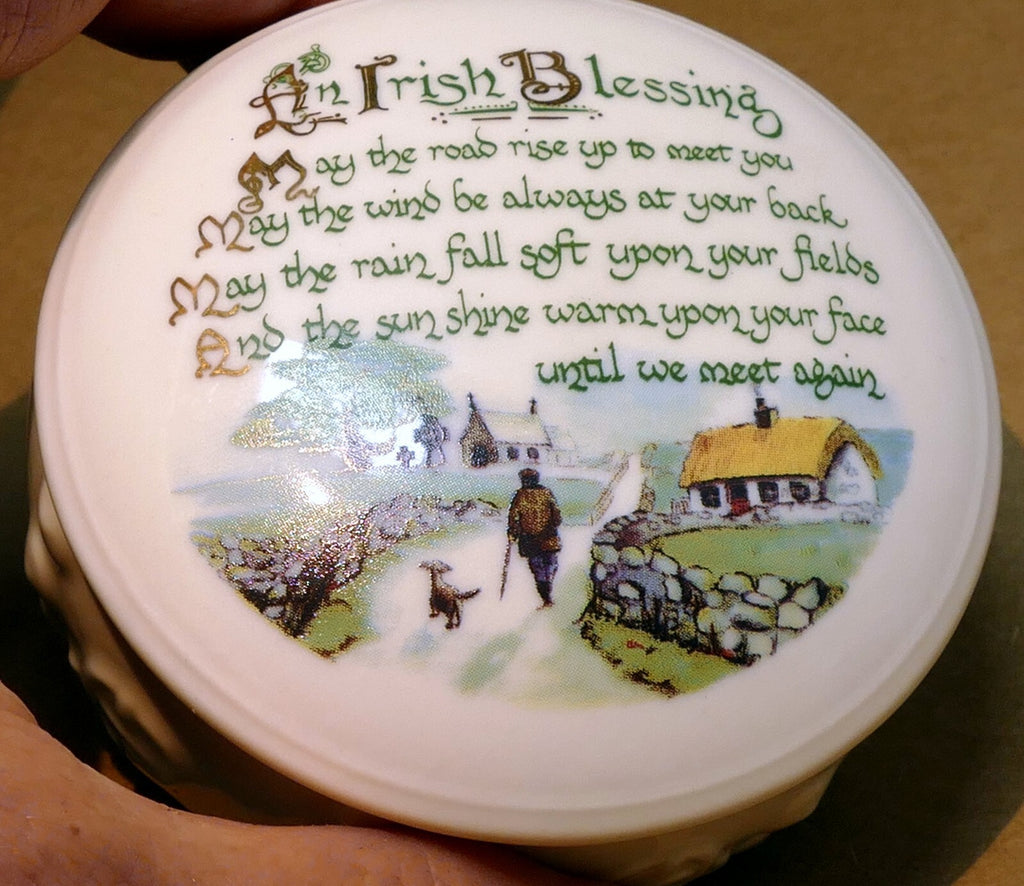 An Irish Blessing
May the road rise up to meet you
May the wind be always at your back
May the rain fall soft upon your fields
And the sun shine warm upon your face
until we meet again